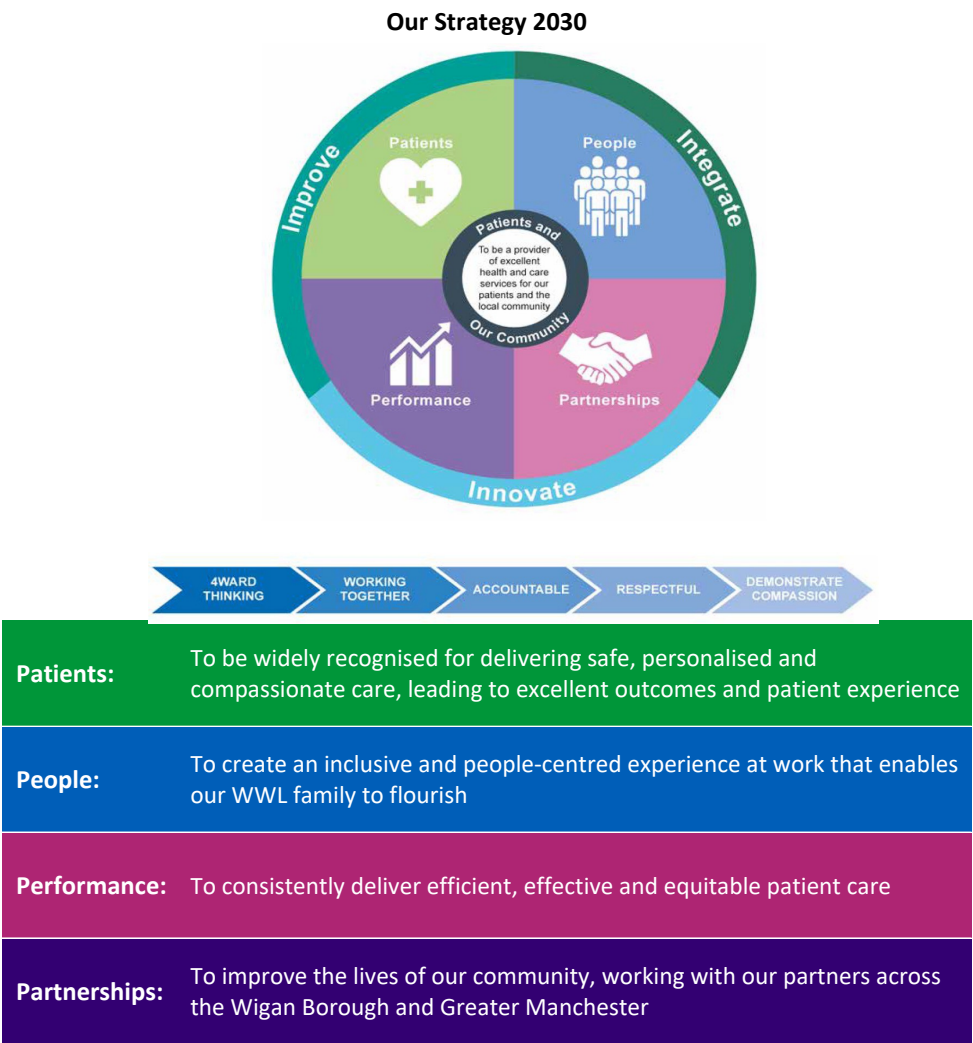 Our Strategy 2030
Improve
Integrate
Patients
People
Patients and
To be a provider
of excellent
health and care
services for our
patients and the
local community
Our Community
Performance
Partnerships
Innovate
4WARD
THINKING
WORKING
TOGETHER
ACCOUNTABLE
RESPECTFUL
DEMONSTRATE
COMPASSION
Patients:
To be widely recognised for delivering safe, personalised and
compassionate care, leading to excellent outcomes and patient experience
People:
To create an inclusive and people-centred experience at work that enables
our WWL family to flourish
Performance:
To consistently deliver efficient, effective and equitable patient care
Partnerships:
To improve the lives of our community, working with our partners across
the Wigan Borough and Greater Manchester